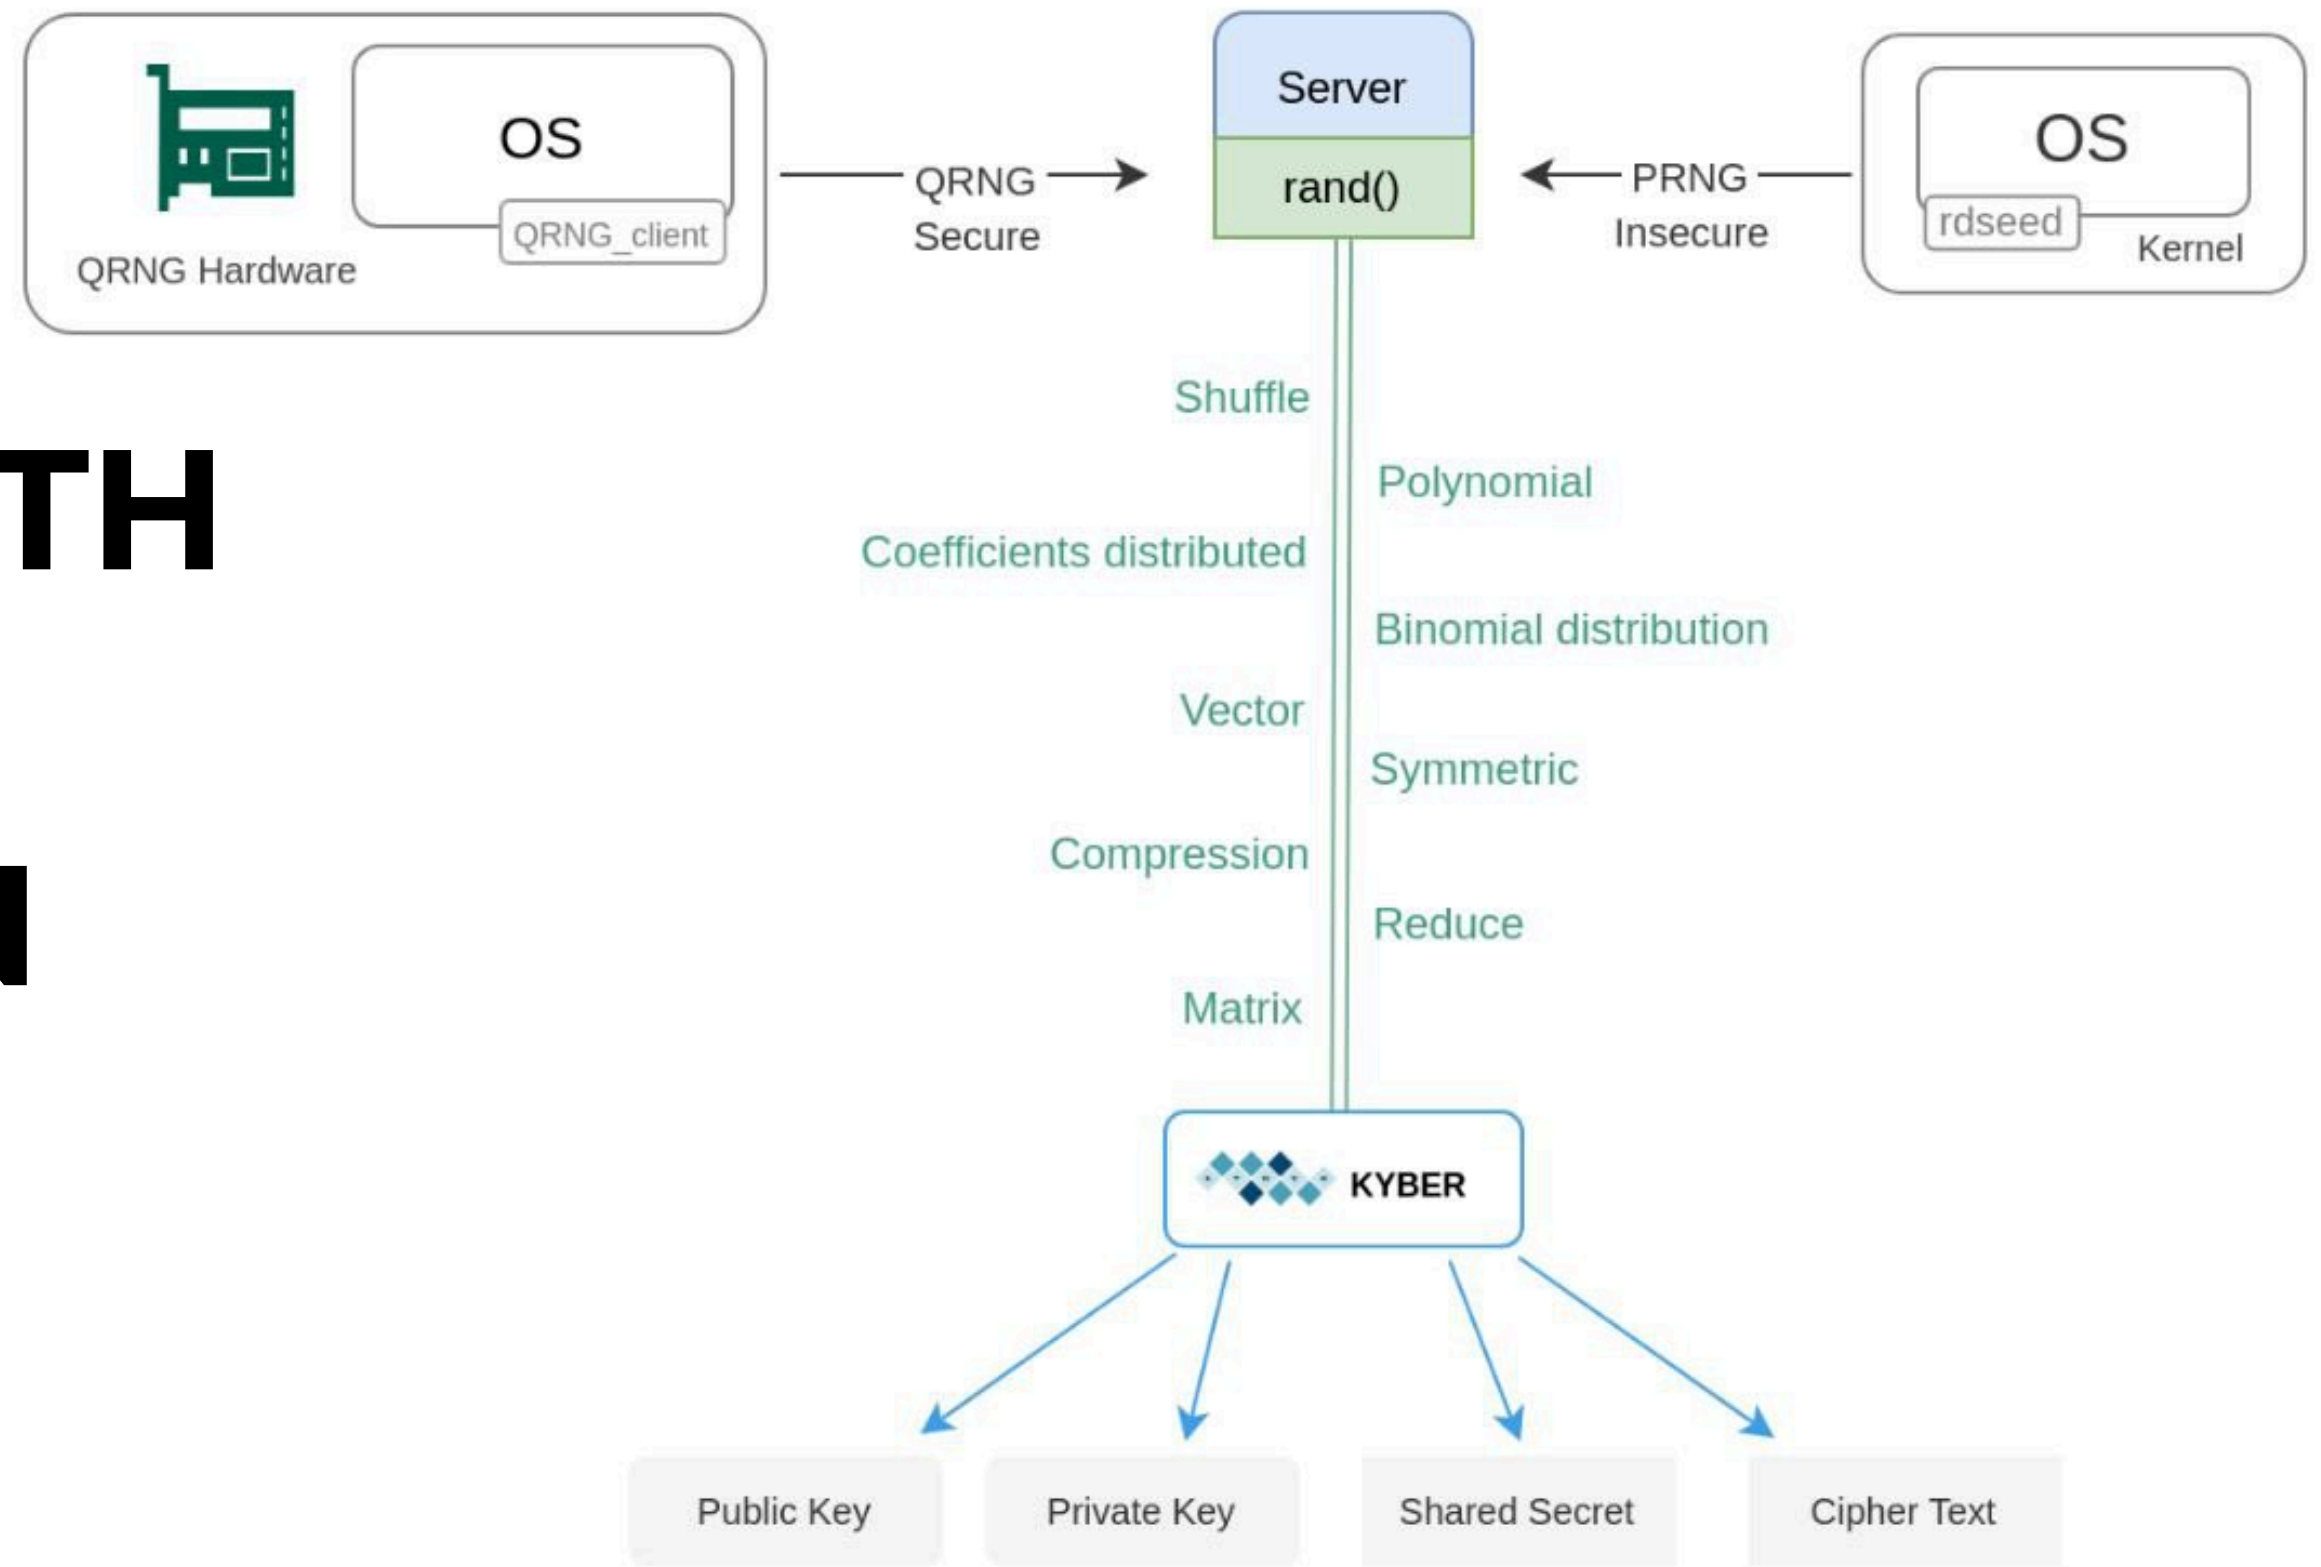 OS
QRNG_client
QRNG Hardware
QRNG
Secure
Server
rand()
PRNG
Insecure
OS
rdseed
Kernel
TH
Shuffle
Polynomial
Coefficients distributed
Binomial distribution
Vector
Symmetric
Compression
Reduce
Matrix
KYBER
Public Key
Private Key
Shared Secret
Cipher Text